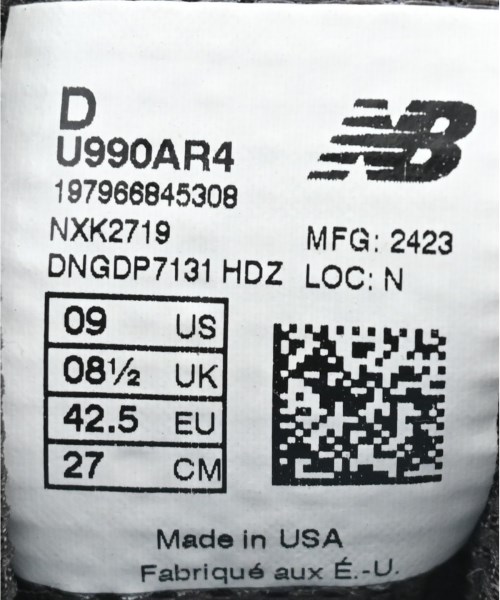 D
NB
U990AR4
197966845308
NXK2719
MFG: 2423
DNGDP7131 HDZ LOC: N
09 US
08½ UK
42.5 EU
27 CM
Made in USA
Fabriqué aux É.-U.